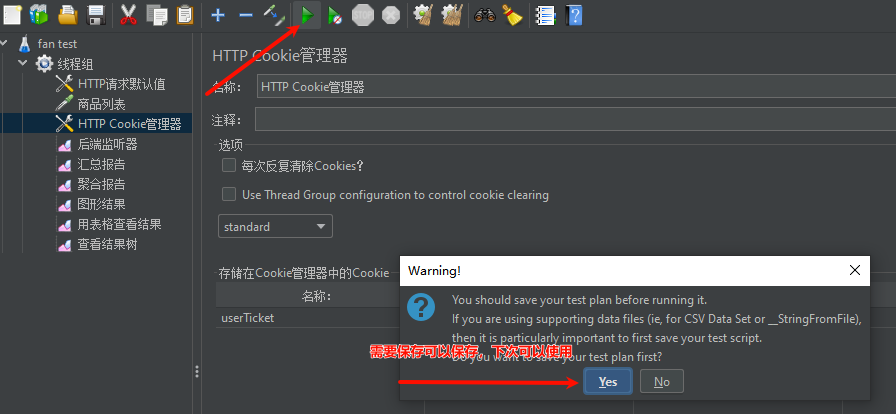 STOP
fan test
线程组
HTTP请求默认值
商品列表
HTTP Cookie管理器
后端监听器
汇总报告
聚合报告
图形结果
用表格查看结果
查看结果树
HTTP Cookie管理器
名称： HTTP Cookie管理器
注释：
选项
每次反复清除Cookies?
Use Thread Group configuration to control cookie clearing
standard
存储在Cookie管理器中的Cookie
名称：
userTicket
Warning!
You should save your test plan before running it.
If you are using supporting data files (ie, for CSV Data Set or __StringFromFile),
then it is particularly important to first save your test script.
Do you want to save your test plan first?
需要保存可以保存，下次可以使用
Yes No